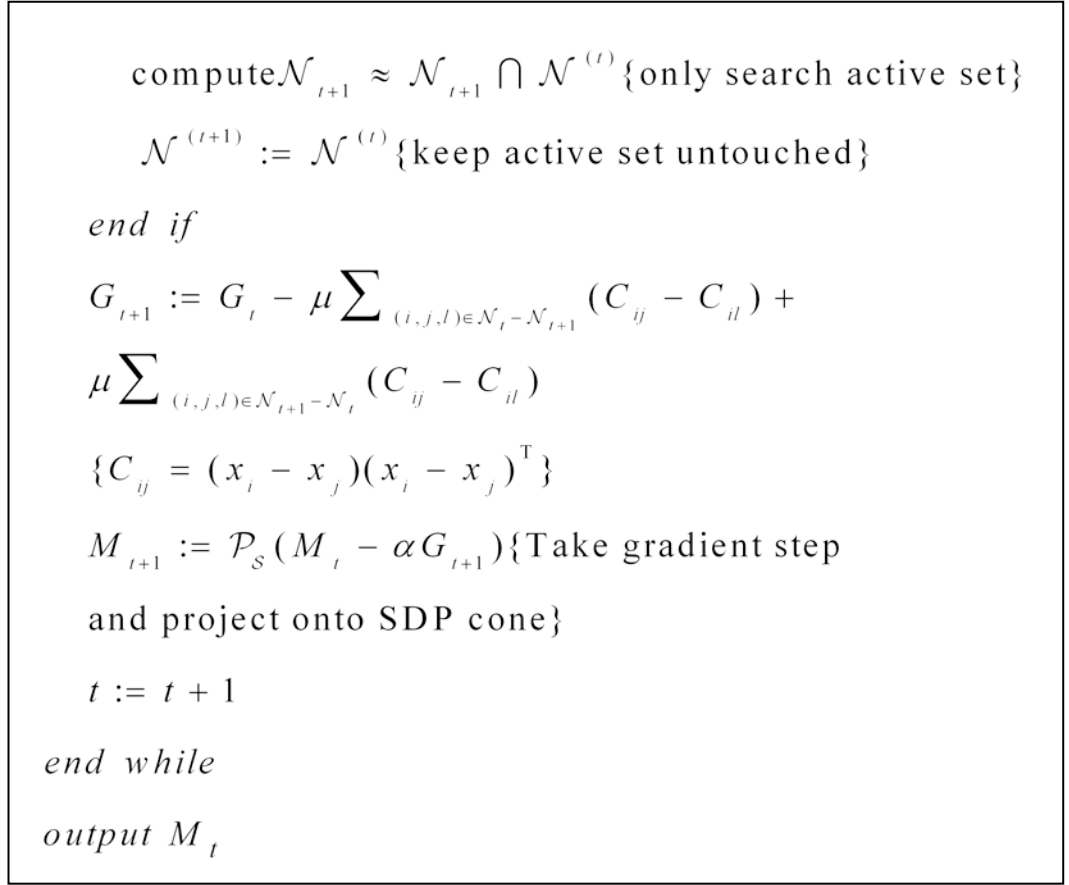 compute𝒩_{t+1} ≈ 𝒩_{t+1} ⋂ 𝒩^{(t)}{only search active set}
𝒩^{(t+1)} := 𝒩^{(t)}{keep active set untouched}
end if
G_{t+1} := G_t − μ∑_{(i,j,l)∈𝒩_t−𝒩_{t+1}}(C_{ij} − C_{il}) +
μ∑_{(i,j,l)∈𝒩_{t+1}−𝒩_t}(C_{ij} − C_{il})
{C_{ij} = (x_i − x_j)(x_i − x_j)^T}
M_{t+1} := 𝒫_𝒮(M_t − αG_{t+1}){Take gradient step
and project onto SDP cone}
t := t + 1
end while
output M_t